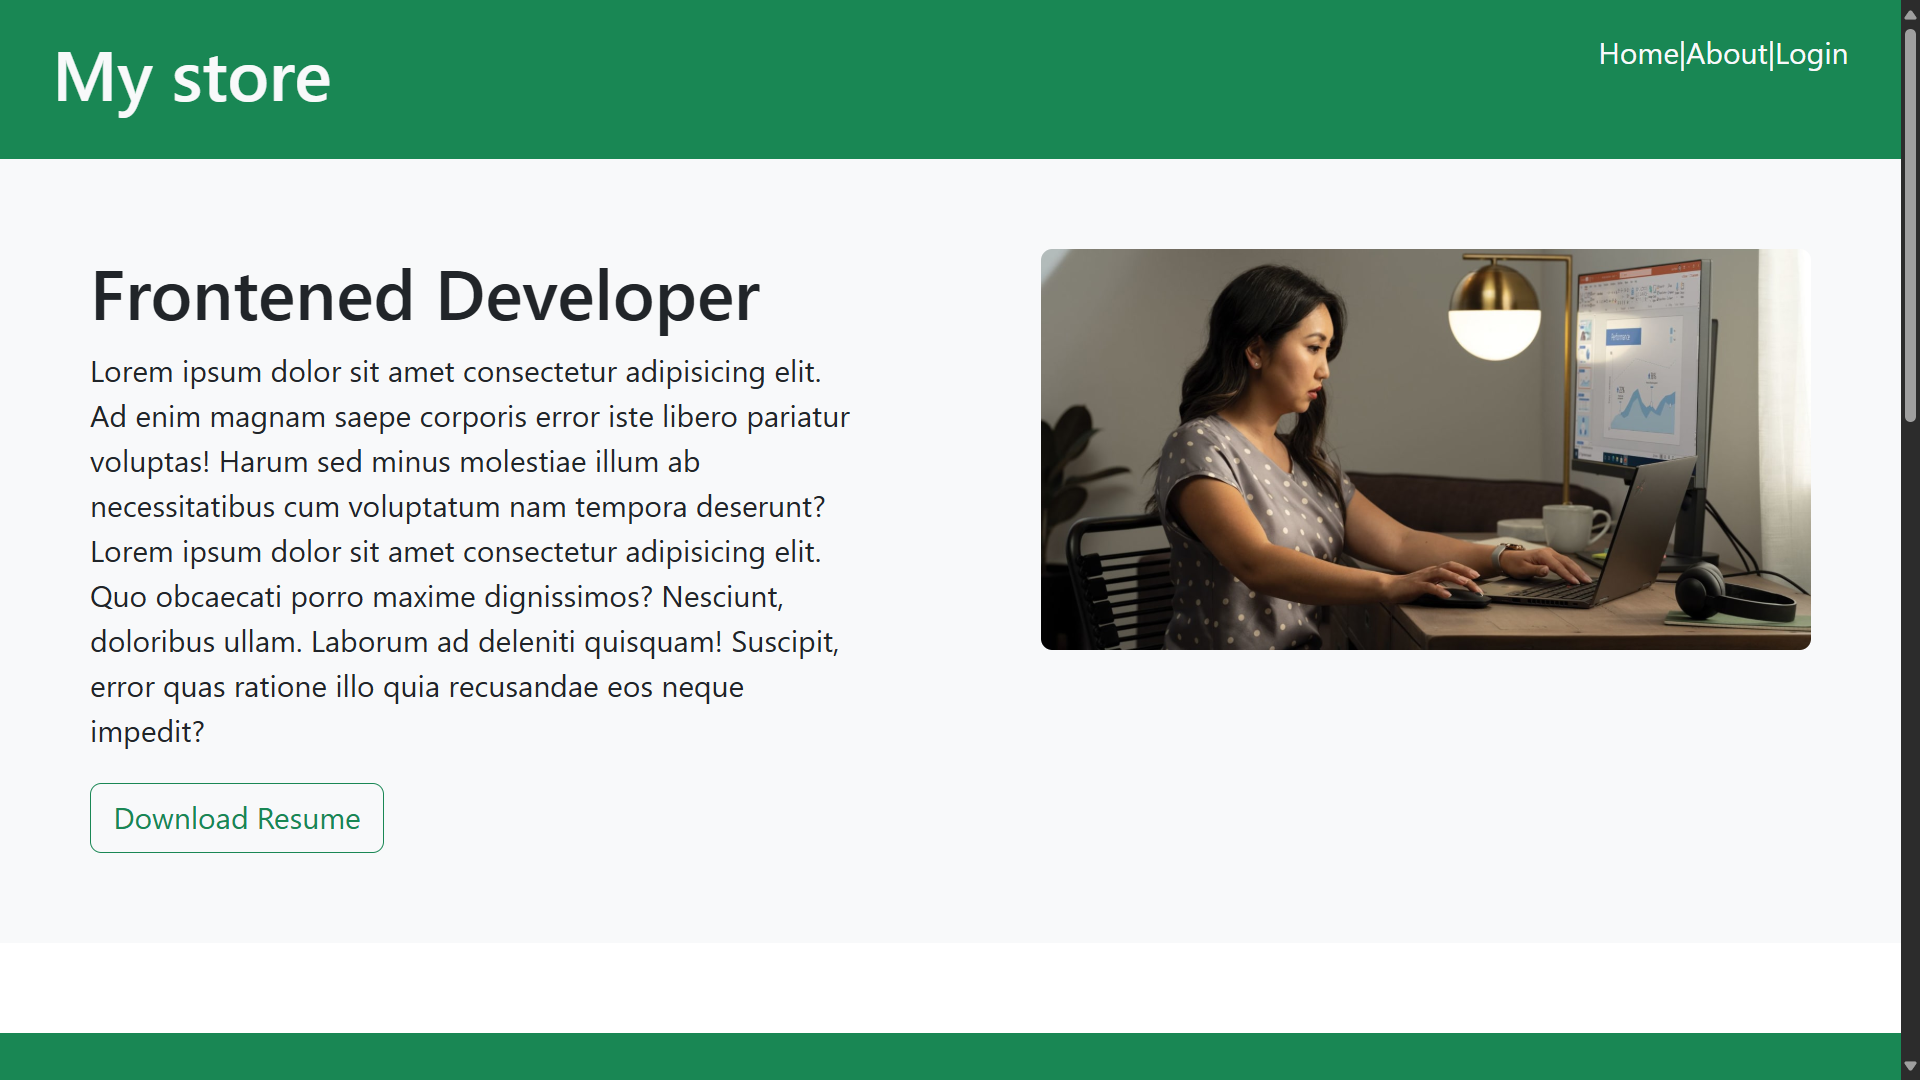 My store
Home|About|Login
Frontened Developer
Lorem ipsum dolor sit amet consectetur adipisicing elit.
Ad enim magnam saepe corporis error iste libero pariatur
voluptas! Harum sed minus molestiae illum ab
necessitatibus cum voluptatum nam tempora deserunt?
Lorem ipsum dolor sit amet consectetur adipisicing elit.
Quo obcaecati porro maxime dignissimos? Nesciunt,
doloribus ullam. Laborum ad deleniti quisquam! Suscipit,
error quas ratione illo quia recusandae eos neque
impedit?
Download Resume